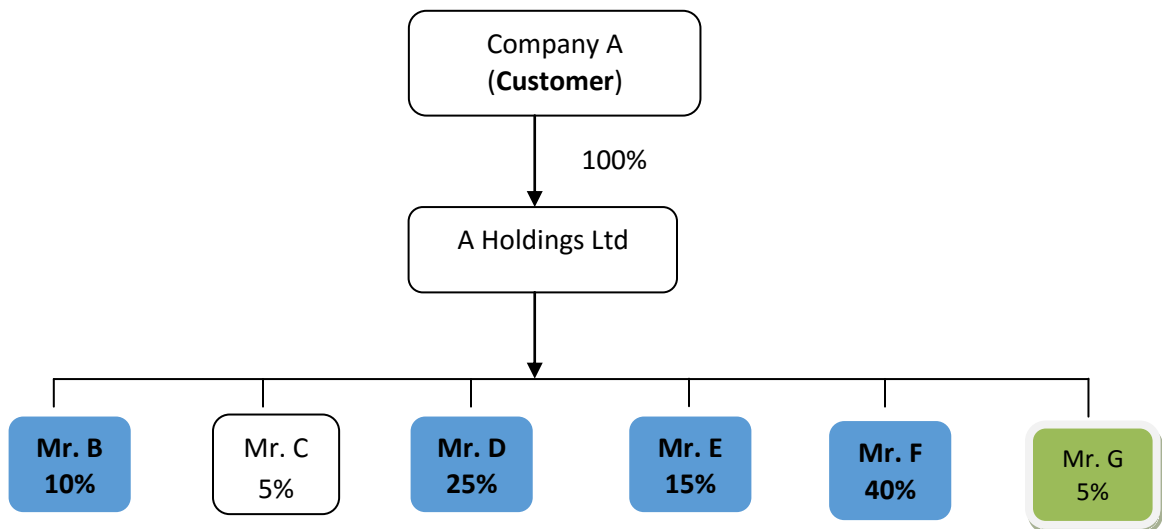 Company A
(Customer)
100%
A Holdings Ltd
Mr. B
10%
Mr. C
5%
Mr. D
25%
Mr. E
15%
Mr. F
40%
Mr. G
5%